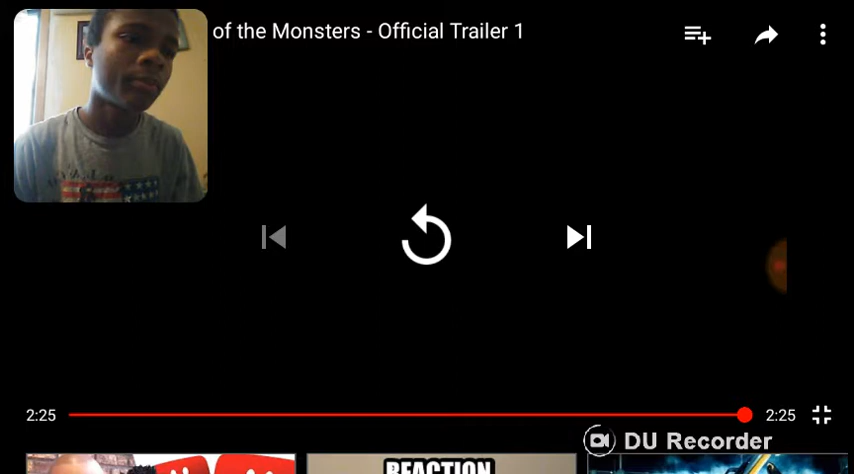 of the Monsters - Official Trailer 1
2:25
2:25
DU Recorder
REACTION